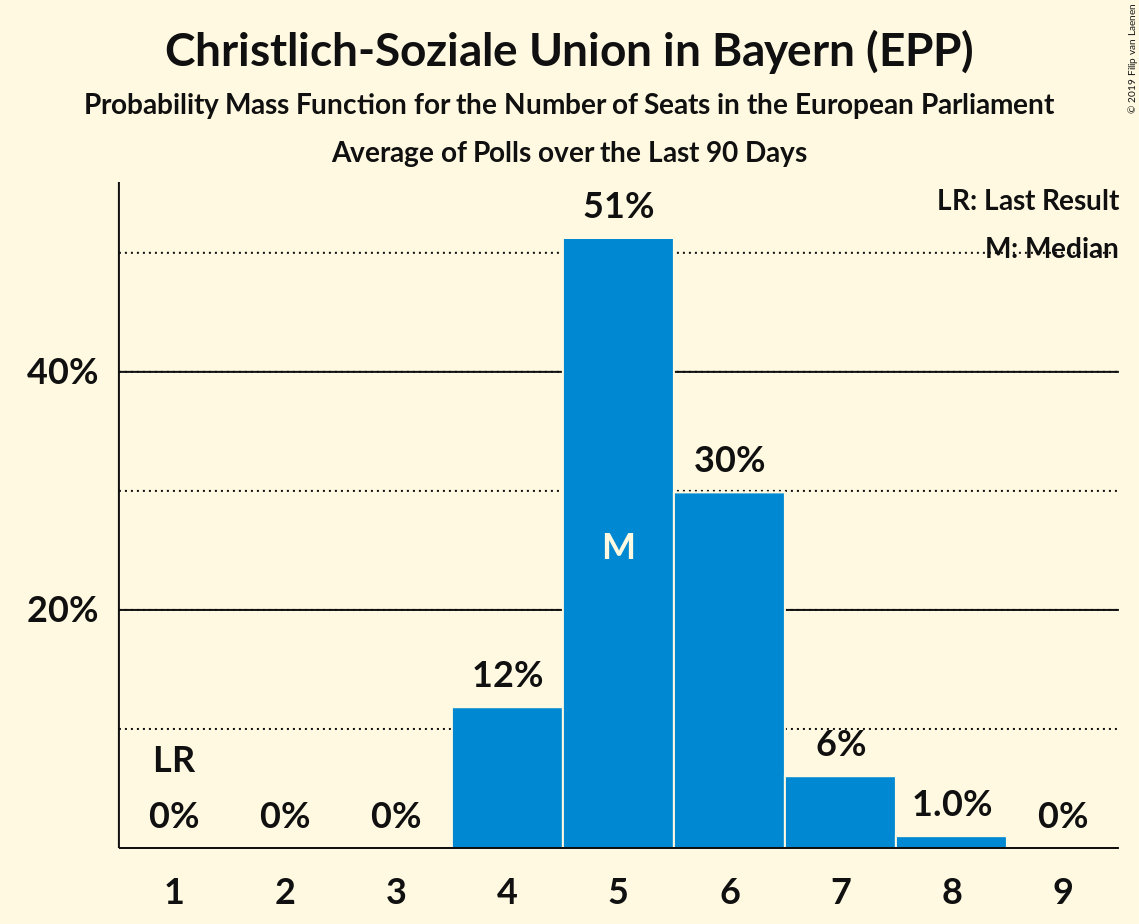 Christlich-Soziale Union in Bayern (EPP)
Probability Mass Function for the Number of Seats in the European Parliament
Average of Polls over the Last 90 Days
© 2019 Filip van Laenen
LR: Last Result
M: Median
51%
40%
30%
M
20%
12%
6%
LR
1.0%
0%
0%
0%
0%
1 2 3 4 5 6 7 8 9